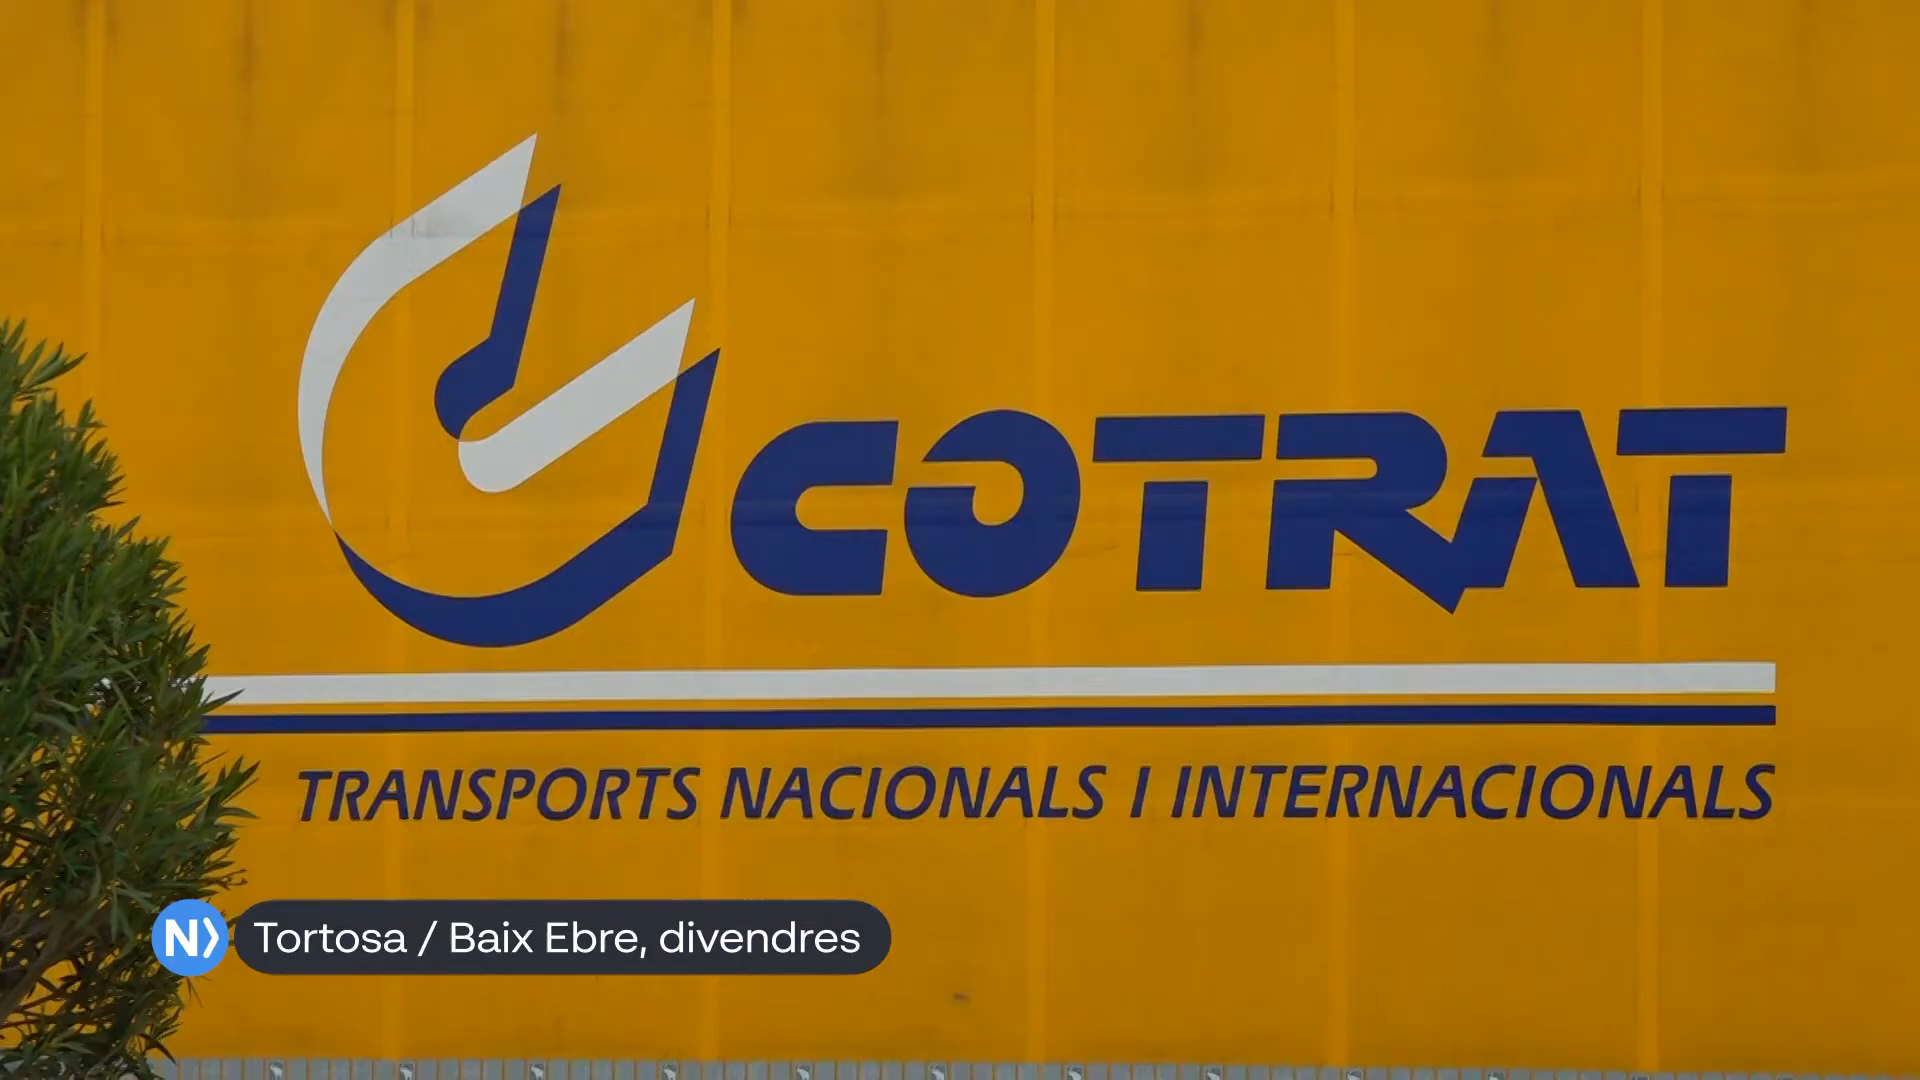 COTRAT
TRANSPORTS NACIONALS I INTERNACIONALS
N Tortosa / Baix Ebre, divendres